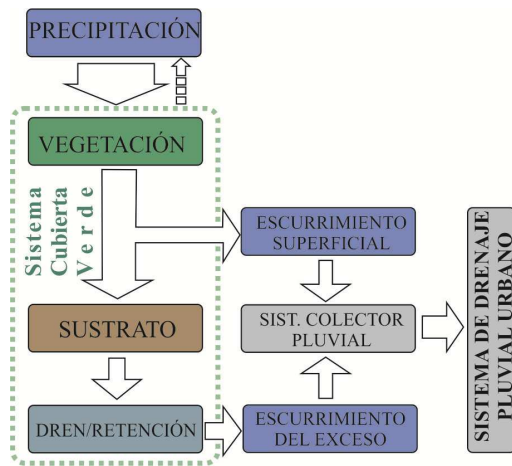 PRECIPITACIÓN
VEGETACIÓN
Sistema
Cubierta
Verde
ESCURRIMIENTO
SUPERFICIAL
SUSTRATO
SIST. COLECTOR
PLUVIAL
DREN/RETENCIÓN
ESCURRIMIENTO
DEL EXCESO
SISTEMA DE DRENAJE
PLUVIAL URBANO